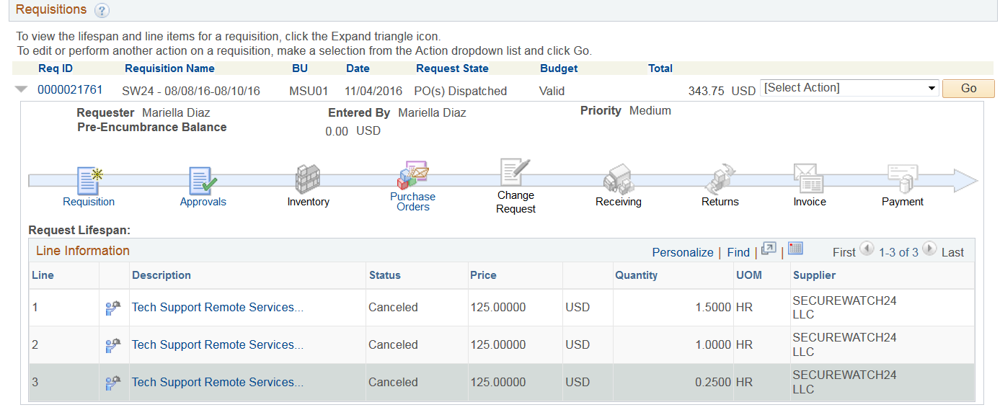 Requisitions ?
To view the lifespan and line items for a requisition, click the Expand triangle icon.
To edit or perform another action on a requisition, make a selection from the Action dropdown list and click Go.
Req ID Requisition Name BU Date Request State Budget Total
0000021761 SW24 - 08/08/16-08/10/16 MSU01 11/04/2016 PO(s) Dispatched Valid 343.75 USD [Select Action] Go
Requester Mariella Diaz Entered By Mariella Diaz Priority Medium
Pre-Encumbrance Balance 0.00 USD
Requisition Approvals Inventory Purchase Orders Change Request Receiving Returns Invoice Payment
Request Lifespan:
Line Information Personalize | Find | | First 1-3 of 3 Last
Line Description Status Price Quantity UOM Supplier
1 Tech Support Remote Services... Canceled 125.00000 USD 1.5000 HR SECUREWATCH24 LLC
2 Tech Support Remote Services... Canceled 125.00000 USD 1.0000 HR SECUREWATCH24 LLC
3 Tech Support Remote Services... Canceled 125.00000 USD 0.2500 HR SECUREWATCH24 LLC